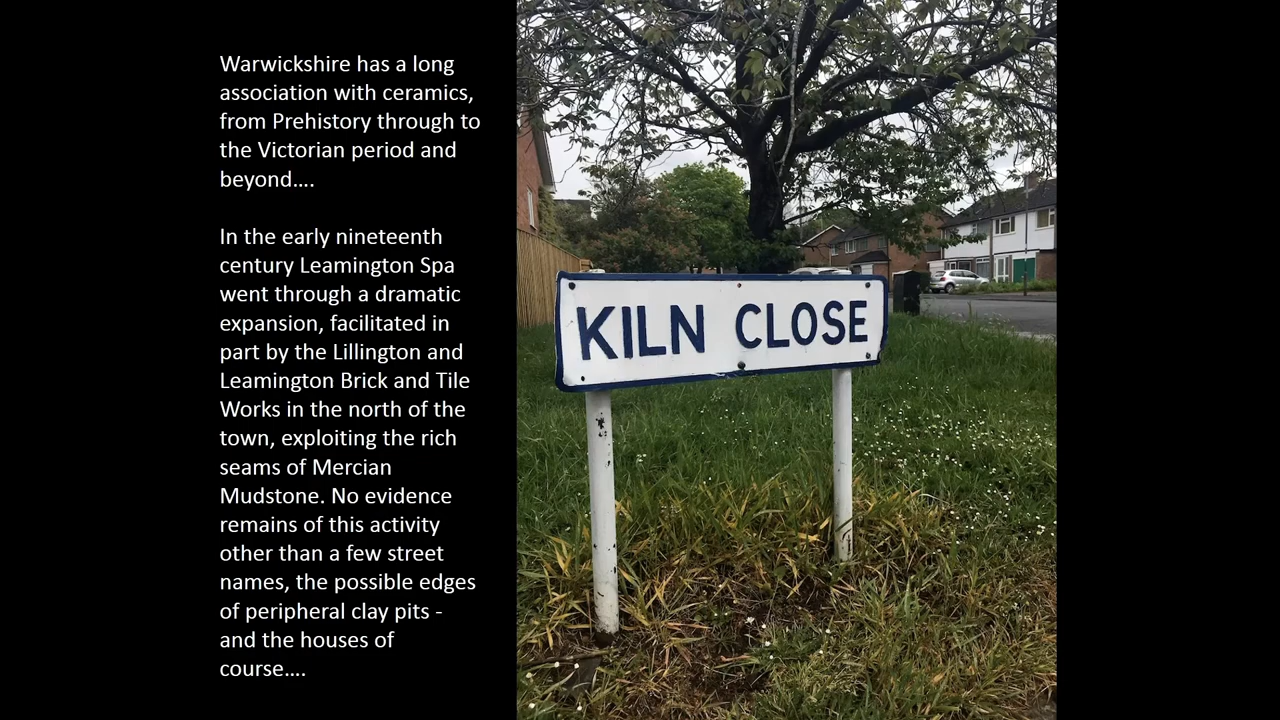 Warwickshire has a long
association with ceramics,
from Prehistory through to
the Victorian period and
beyond....
In the early nineteenth
century Leamington Spa
went through a dramatic
expansion, facilitated in
part by the Lillington and
Leamington Brick and Tile
Works in the north of the
town, exploiting the rich
seams of Mercian
Mudstone. No evidence
remains of this activity
other than a few street
names, the possible edges
of peripheral clay pits -
and the houses of
course....
KILN CLOSE